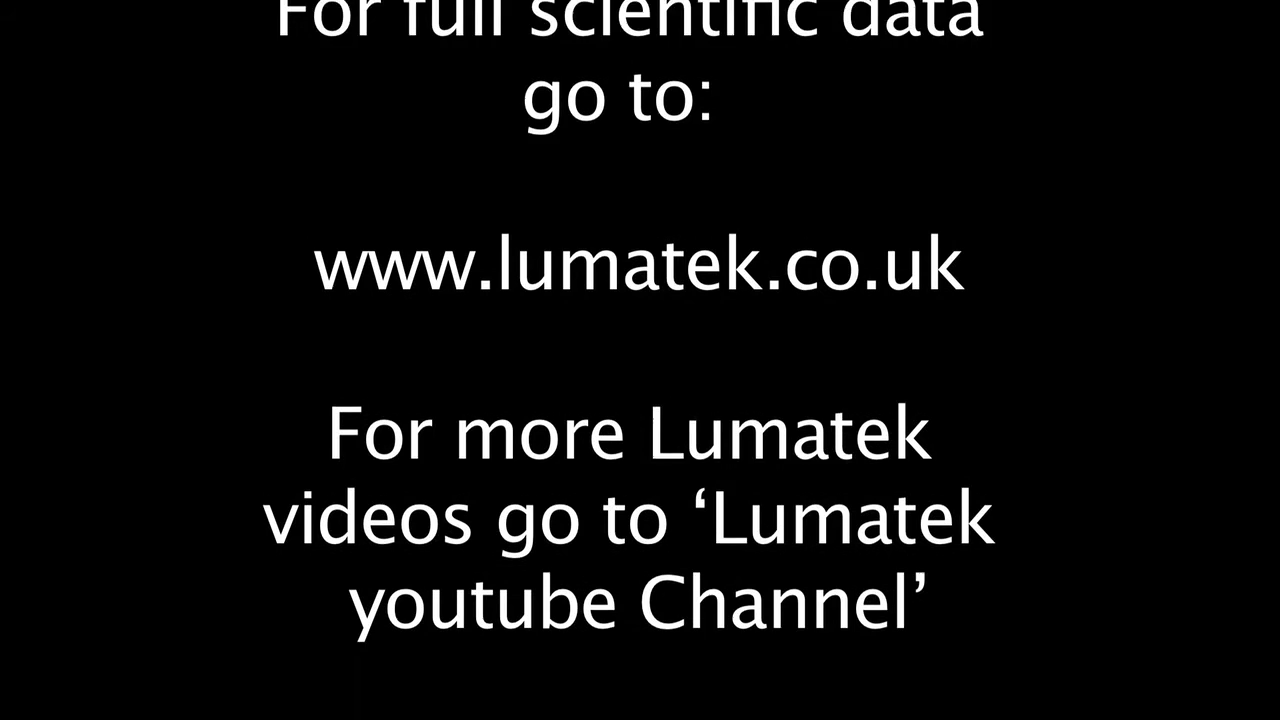 For full scientific data
go to:
www.lumatek.co.uk
For more Lumatek
videos go to ‘Lumatek
youtube Channel’